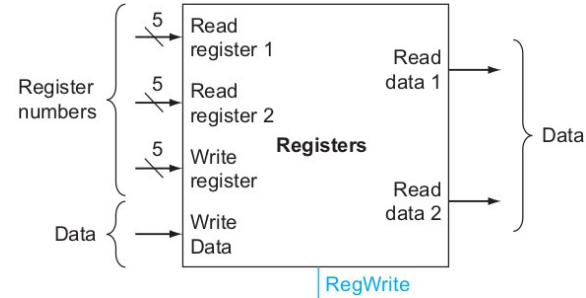 Register
numbers
Data
5
Read
register 1
5
Read
register 2
5
Write
register
Write
Data
Registers
Read
data 1
Read
data 2
Data
RegWrite